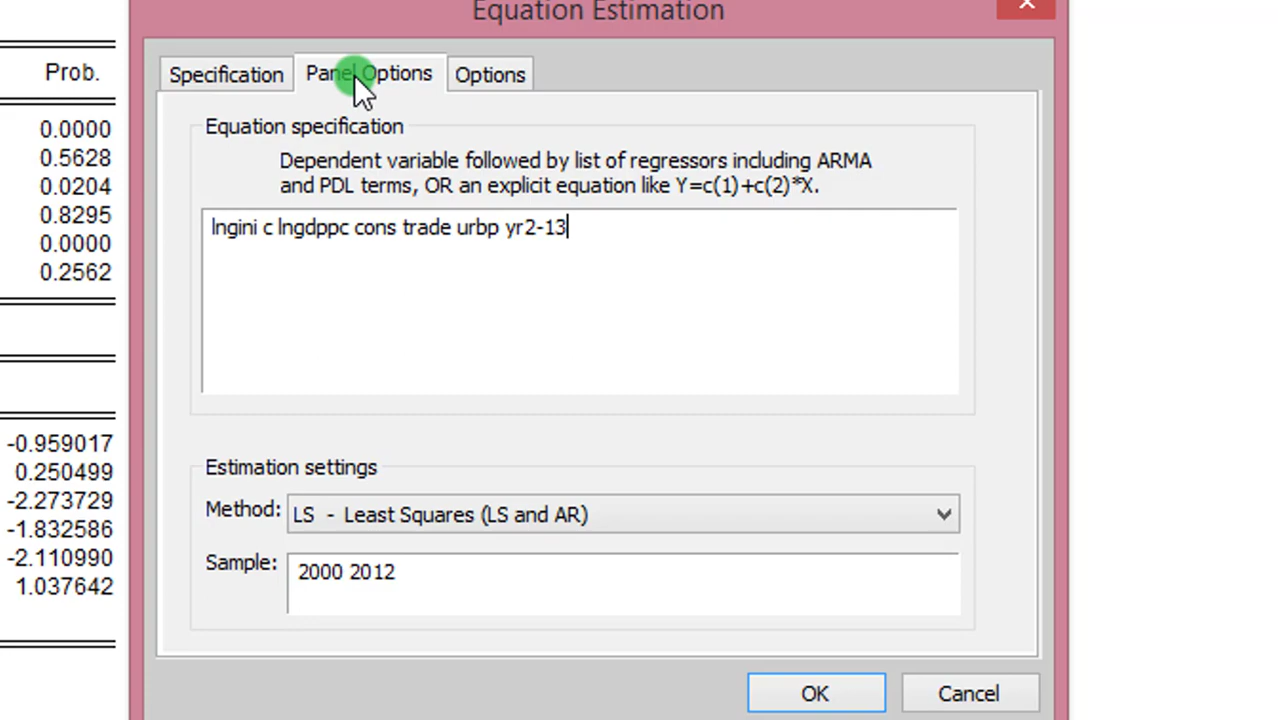 Equation Estimation
Specification
Panel Options
Options
Prob.
0.0000
0.5628
0.0204
0.8295
0.0000
0.2562
-0.959017
0.250499
-2.273729
-1.832586
-2.110990
1.037642
Equation specification
Dependent variable followed by list of regressors including ARMA
and PDL terms, OR an explicit equation like Y=c(1)+c(2)*X.
lngini c lngdppc cons trade urbp yr2-13
Estimation settings
Method: LS - Least Squares (LS and AR)
Sample: 2000 2012
OK
Cancel